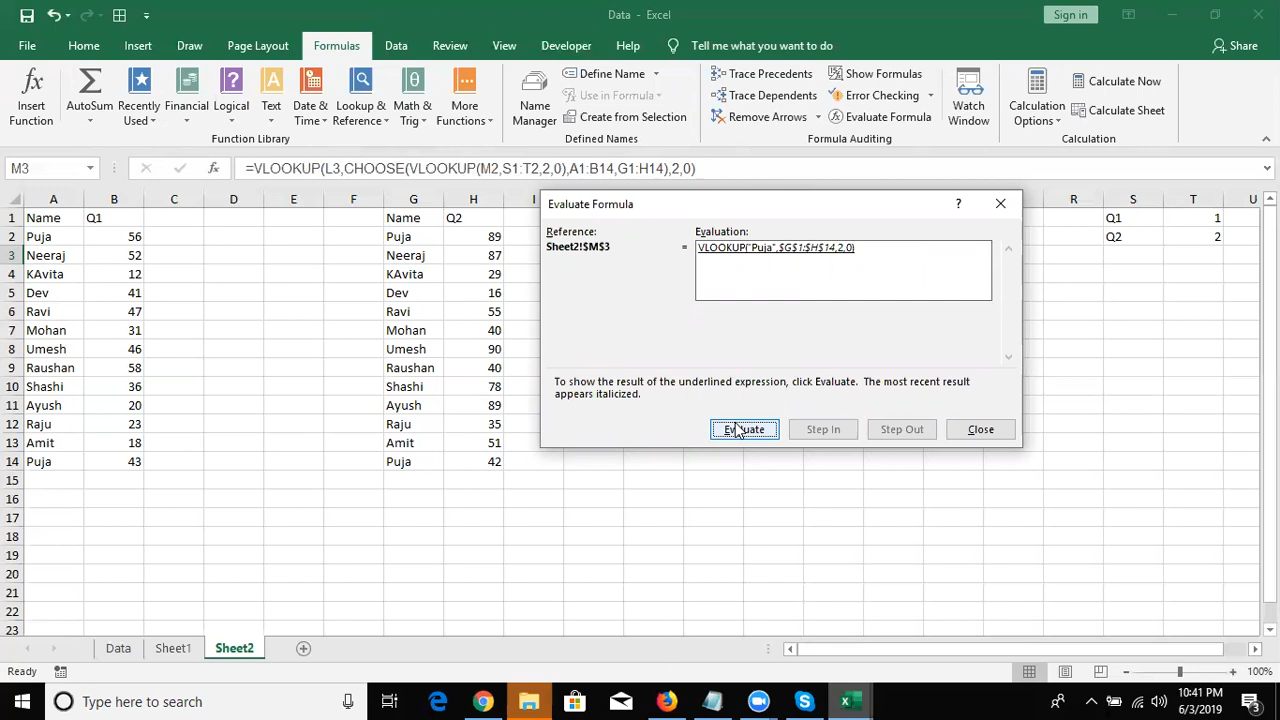 Data - Excel
Sign in
File Home Insert Draw Page Layout Formulas Data Review View Developer Help Tell me what you want to do Share
Insert Function
AutoSum
Recently Used
Financial
Logical
Text
Date & Time
Lookup & Reference
Math & Trig
More Functions
Function Library
Name Manager
Define Name
Use in Formula
Create from Selection
Defined Names
Trace Precedents
Trace Dependents
Remove Arrows
Show Formulas
Error Checking
Evaluate Formula
Formula Auditing
Watch Window
Calculation Options
Calculate Now
Calculate Sheet
Calculation
M3 fx =VLOOKUP(L3,CHOOSE(VLOOKUP(M2,S1:T2,2,0),A1:B14,G1:H14),2,0)
A B C D E F G H I R S T U
1 Name Q1 Name Q2 Q1 1
2 Puja 56 Puja 89 Q2 2
3 Neeraj 52 Neeraj 87
4 KAvita 12 KAvita 29
5 Dev 41 Dev 16
6 Ravi 47 Ravi 55
7 Mohan 31 Mohan 40
8 Umesh 46 Umesh 90
9 Raushan 58 Raushan 40
10 Shashi 36 Shashi 78
11 Ayush 20 Ayush 89
12 Raju 23 Raju 35
13 Amit 18 Amit 51
14 Puja 43 Puja 42
15
16
17
18
19
20
21
22
23
Evaluate Formula ?
Reference: Evaluation:
Sheet2!$M$3 = VLOOKUP("Puja",$G$1:$H$14,2,0)
To show the result of the underlined expression, click Evaluate. The most recent result
appears italicized.
Evaluate Step In Step Out Close
Data Sheet1 Sheet2
Ready 100%
Type here to search
10:41 PM
6/3/2019
3